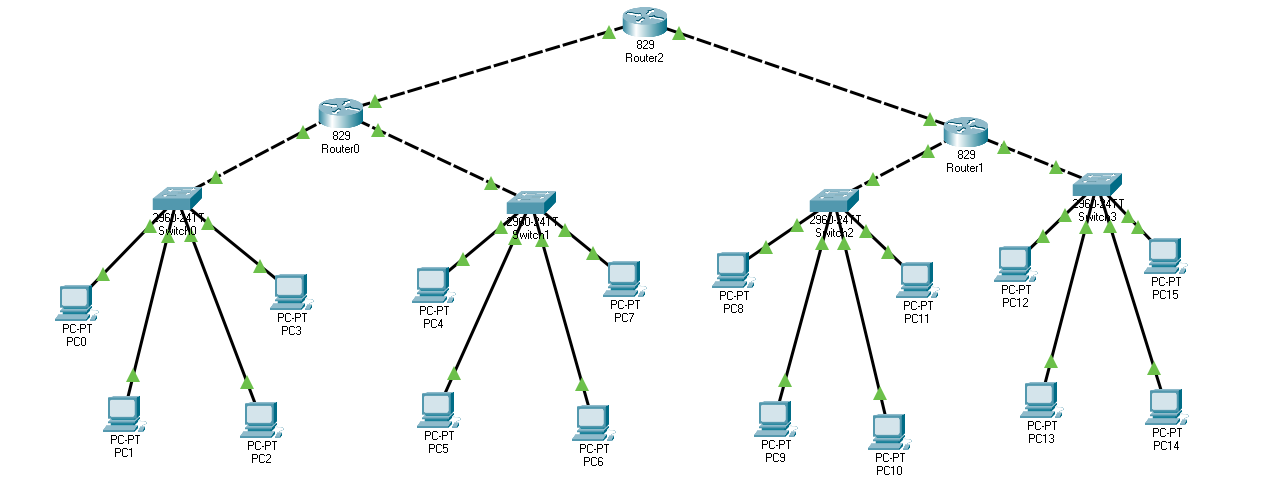 829
Router2
829
Router0
829
Router1
2960-24TT
Switch0
2960-24TT
Switch1
2960-24TT
Switch2
2960-24TT
Switch3
PC-PT
PC0
PC-PT
PC1
PC-PT
PC2
PC-PT
PC3
PC-PT
PC4
PC-PT
PC5
PC-PT
PC6
PC-PT
PC7
PC-PT
PC8
PC-PT
PC9
PC-PT
PC10
PC-PT
PC11
PC-PT
PC12
PC-PT
PC13
PC-PT
PC14
PC-PT
PC15